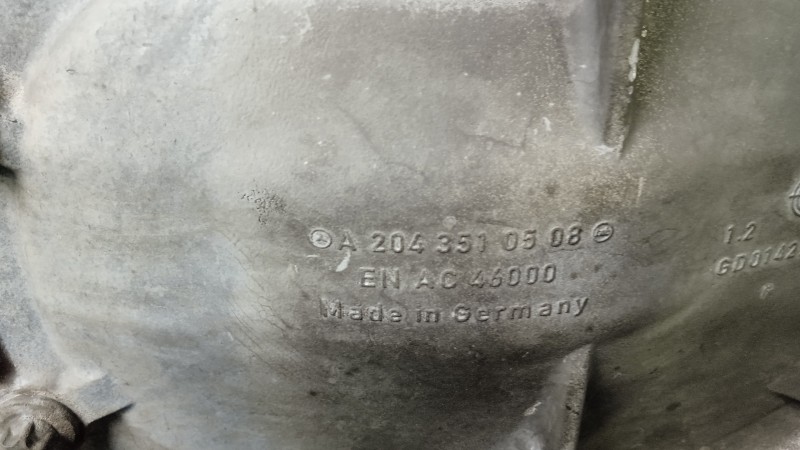 A 204 351 05 08
EN AC 46000
Made in Germany
1.2
GD0142